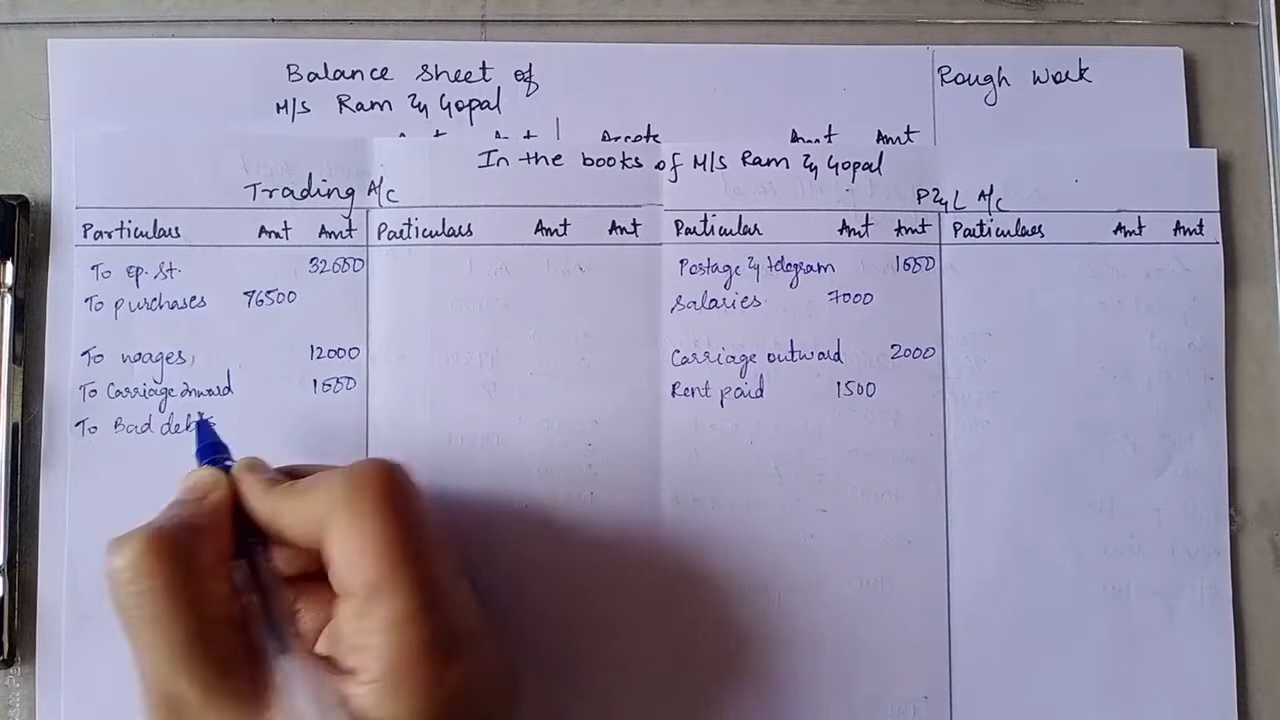 Balance Sheet of
M/S Ram & Gopal
Rough Work
Amt Amt
In the books of M/S Ram & Gopal
Trading A/c
P&L A/c
Particulars Amt Amt Particulars Amt Amt Particular Amt Amt Particulars Amt Amt
To op. St. 32000
Postage & telegram 1000
To purchases 76500
Salaries 7000
To wages, 12000
Carriage outward 2000
To Carriage inward 1000
Rent paid 1500
To Bad debts